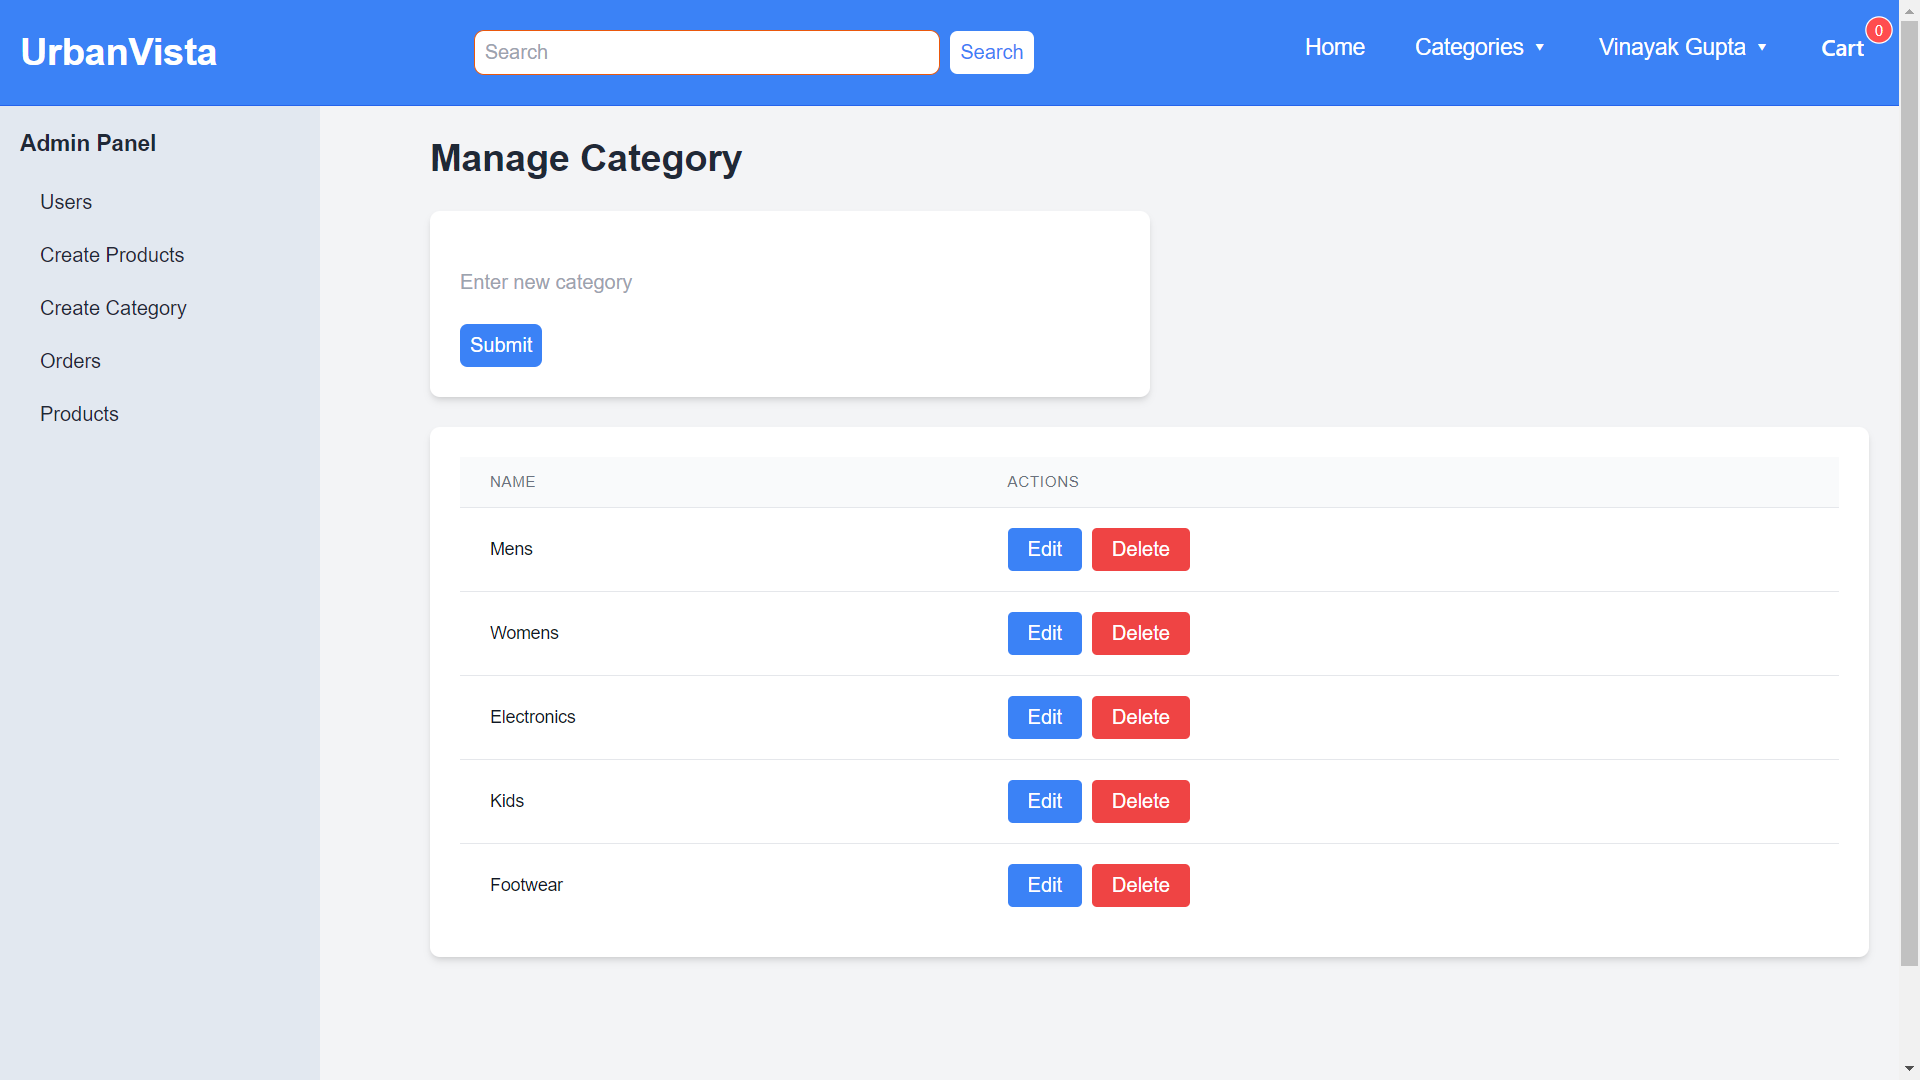 UrbanVista
Search
Search
Home
Categories
Vinayak Gupta
Cart
0
Admin Panel
Users
Create Products
Create Category
Orders
Products
Manage Category
Enter new category
Submit
NAME ACTIONS
Mens Edit Delete
Womens Edit Delete
Electronics Edit Delete
Kids Edit Delete
Footwear Edit Delete